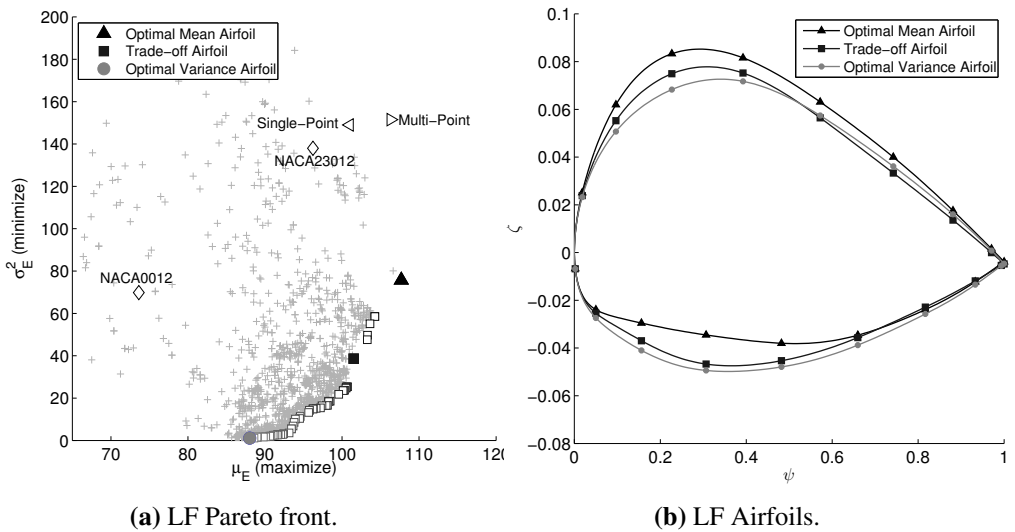 200
180
160
140
120
100
80
60
40
20
0
σ_E^2 (minimize)
Optimal Mean Airfoil
Trade−off Airfoil
Optimal Variance Airfoil
Single−Point
Multi−Point
NACA23012
NACA0012
70 80 90 100 110 120
μ_E (maximize)
(a) LF Pareto front.
0.1
0.08
0.06
0.04
0.02
0
−0.02
−0.04
−0.06
−0.08
ζ
Optimal Mean Airfoil
Trade−off Airfoil
Optimal Variance Airfoil
0 0.2 0.4 0.6 0.8 1
ψ
(b) LF Airfoils.